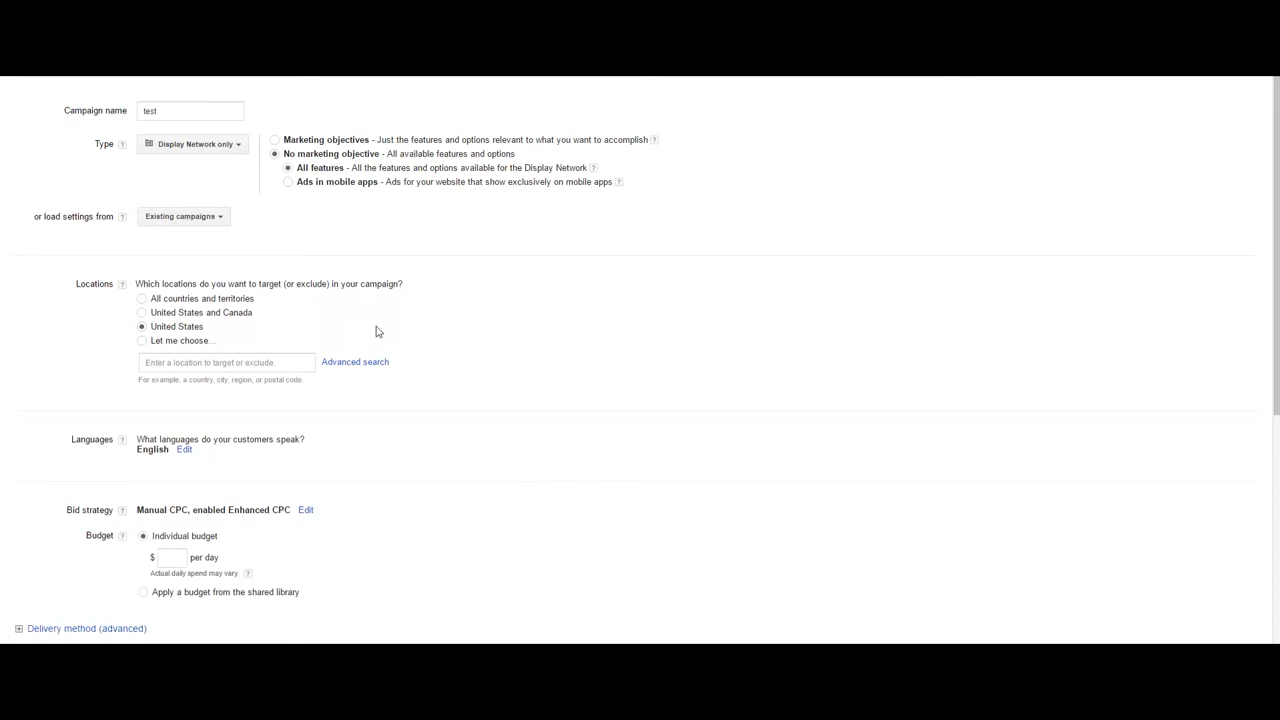 Campaign name test
Type ? Display Network only
Marketing objectives - Just the features and options relevant to what you want to accomplish ?
No marketing objective - All available features and options
All features - All the features and options available for the Display Network ?
Ads in mobile apps - Ads for your website that show exclusively on mobile apps ?
or load settings from ? Existing campaigns
Locations ? Which locations do you want to target (or exclude) in your campaign?
All countries and territories
United States and Canada
United States
Let me choose...
Enter a location to target or exclude. Advanced search
For example, a country, city, region, or postal code.
Languages ? What languages do your customers speak?
English Edit
Bid strategy ? Manual CPC, enabled Enhanced CPC Edit
Budget ? Individual budget
$ per day
Actual daily spend may vary. ?
Apply a budget from the shared library
Delivery method (advanced)